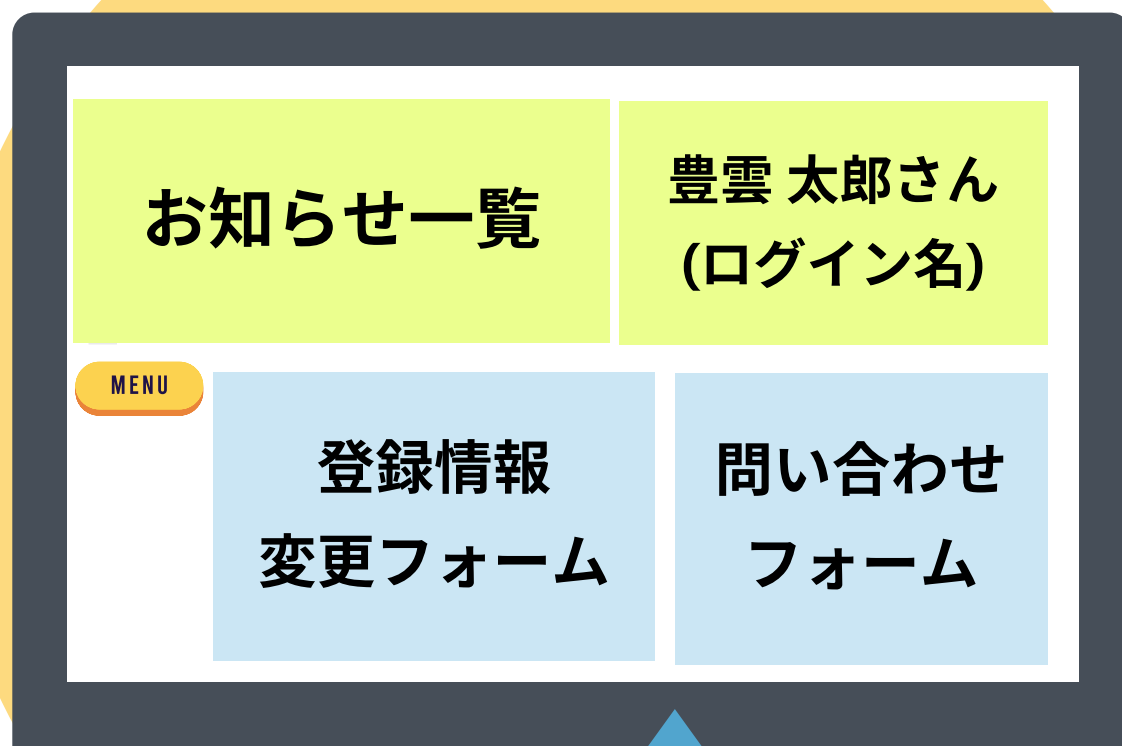 お知らせ一覧
豊雲 太郎さん
(ログイン名)
MENU
登録情報
変更フォーム
問い合わせ
フォーム